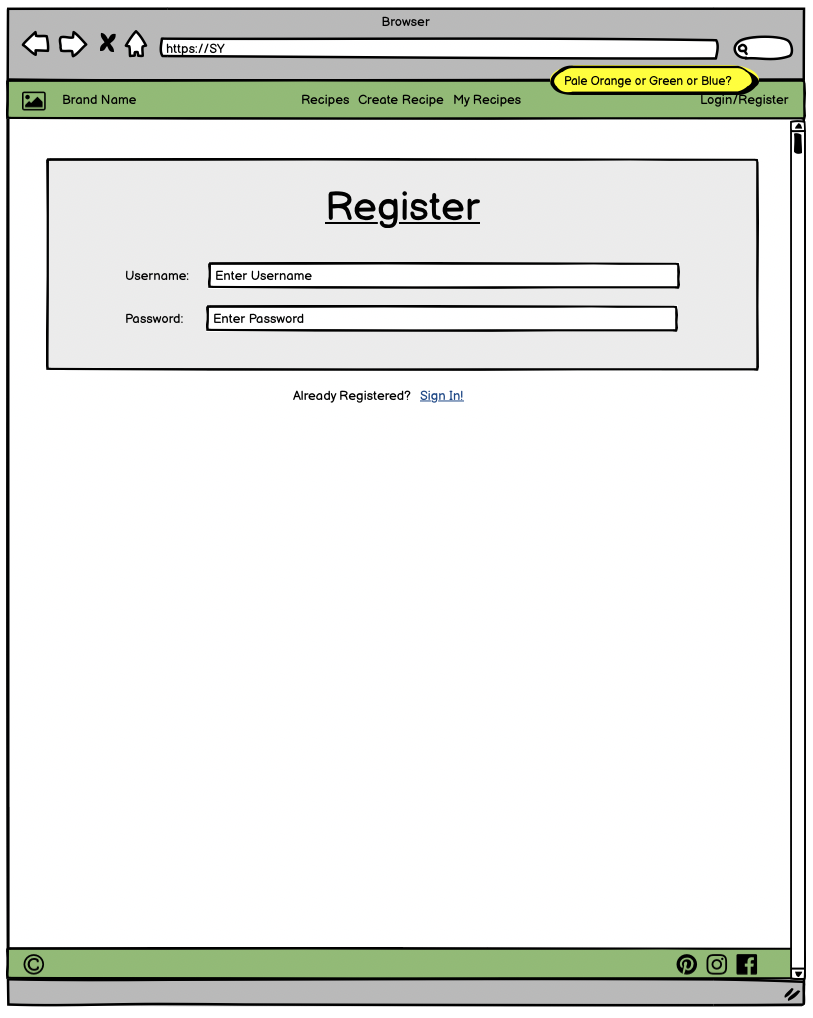 Browser
https://SY
Pale Orange or Green or Blue?
Brand Name
Recipes Create Recipe My Recipes
Login/Register
Register
Username: Enter Username
Password: Enter Password
Already Registered? Sign In!
©